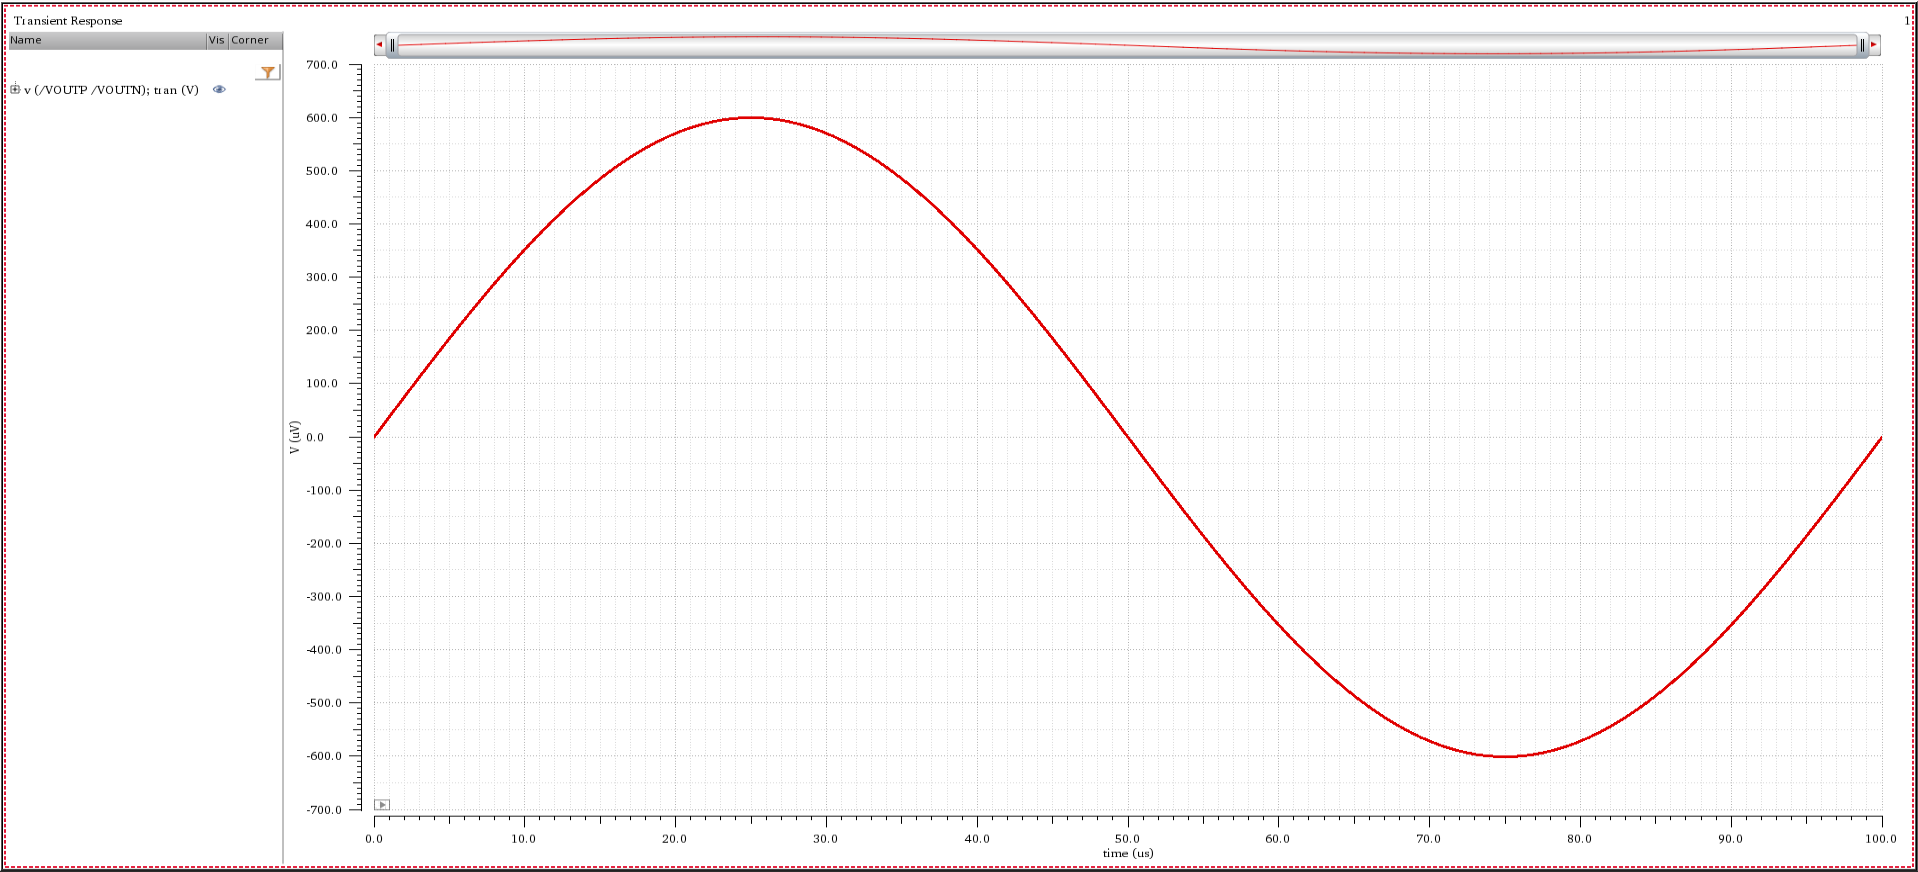 Transient Response
1
Name Vis Corner
v (/VOUTP /VOUTN); tran (V)
700.0
600.0
500.0
400.0
300.0
200.0
100.0
0.0
-100.0
-200.0
-300.0
-400.0
-500.0
-600.0
-700.0
V (uV)
0.0 10.0 20.0 30.0 40.0 50.0 60.0 70.0 80.0 90.0 100.0
time (us)